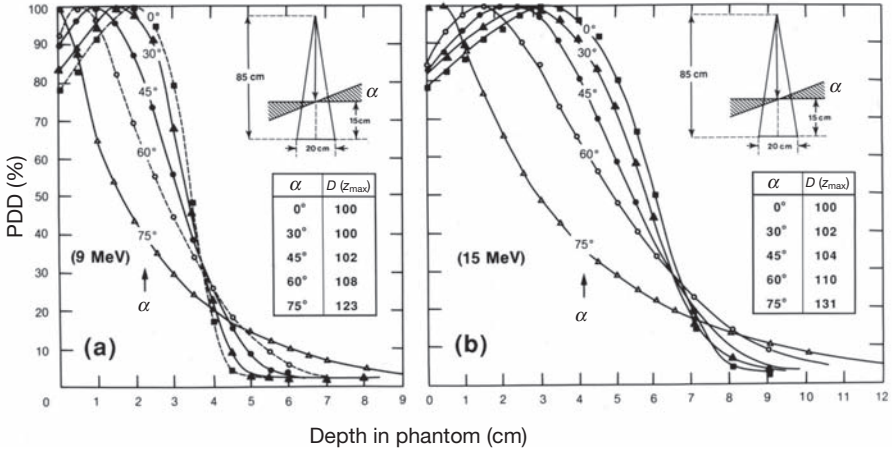 PDD (%)
100
90
80
70
60
50
40
30
20
10
0
0°
30°
45°
60°
75°
85 cm
α
15 cm
20 cm
α D (zmax)
0° 100
30° 100
45° 102
60° 108
75° 123
(9 MeV)
α
(a)
0 1 2 3 4 5 6 7 8 9
0°
30°
45°
60°
75°
85 cm
α
15 cm
20 cm
α D (zmax)
0° 100
30° 102
45° 104
60° 110
75° 131
(15 MeV)
α
(b)
0 1 2 3 4 5 6 7 8 9 10 11 12
Depth in phantom (cm)